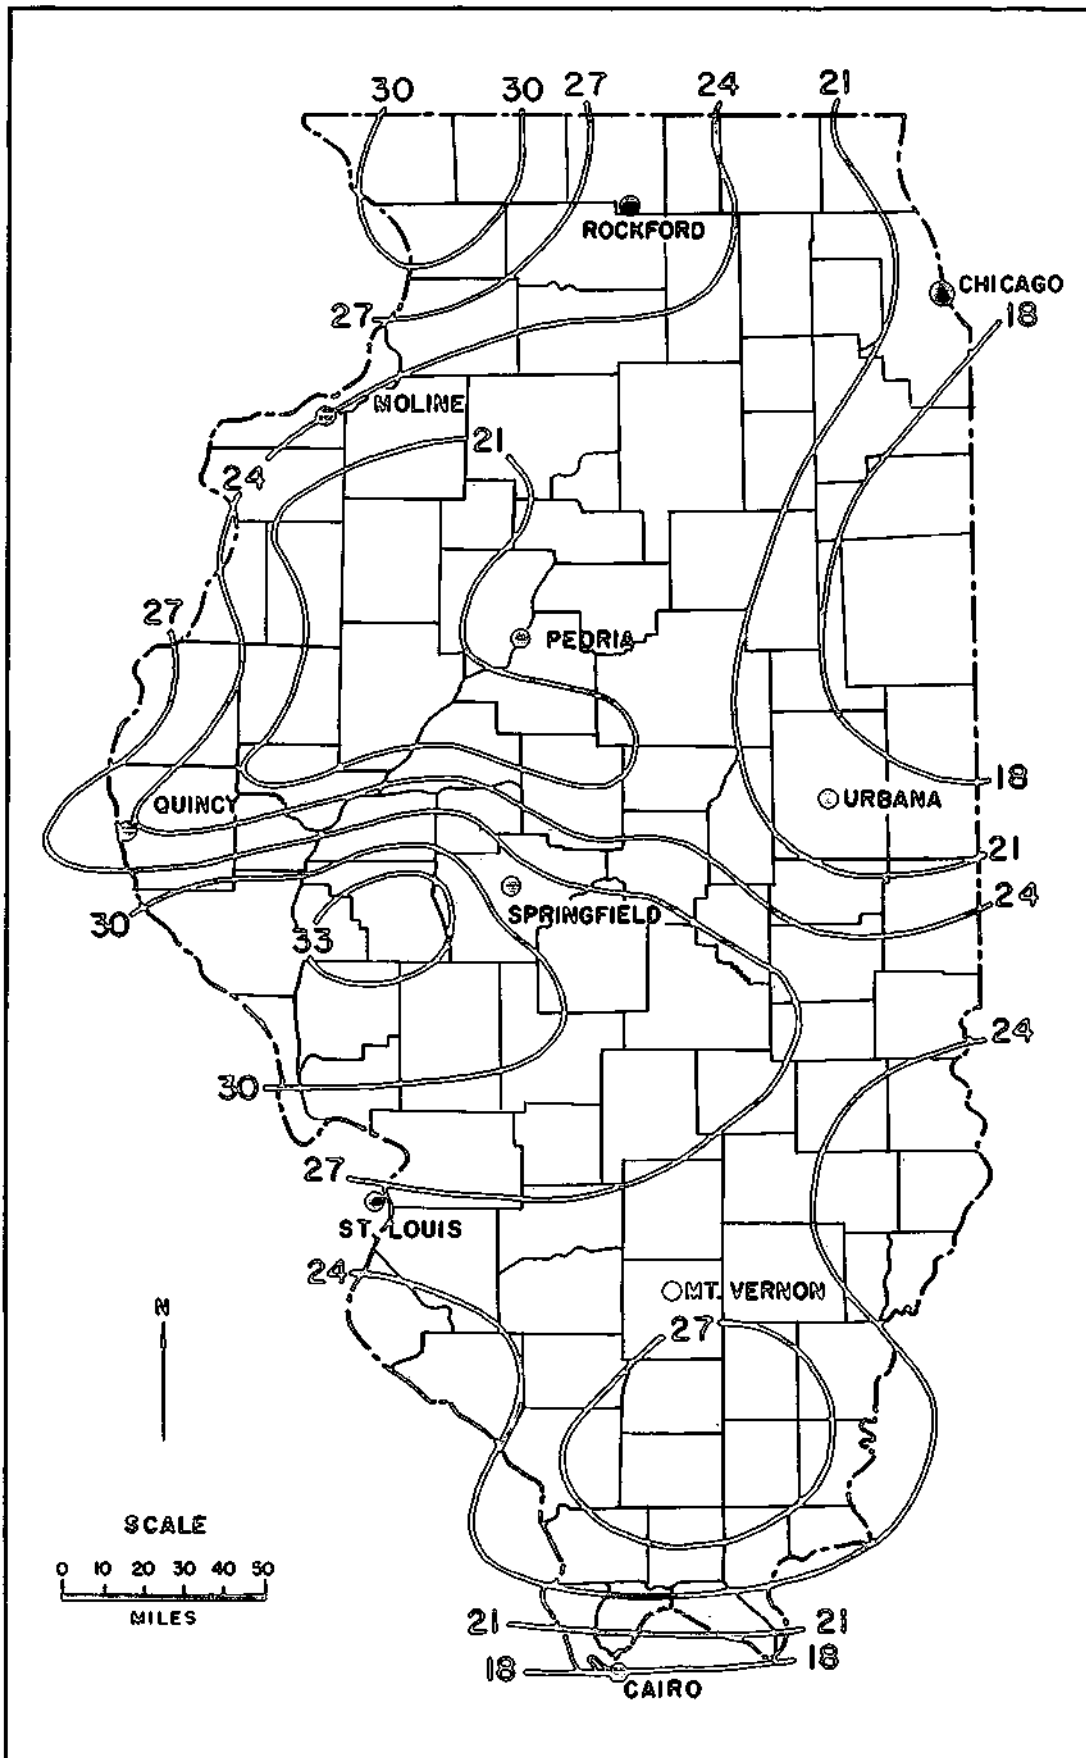 30 30 27 24 21
ROCKFORD
CHICAGO
18
27
MOLINE
21
24
27
PEORIA
QUINCY
18
URBANA
21
24
SPRINGFIELD
30
33
24
30
27
ST. LOUIS
24
MT. VERNON
27
N
SCALE
0 10 20 30 40 50
MILES
21 21
18 18
CAIRO